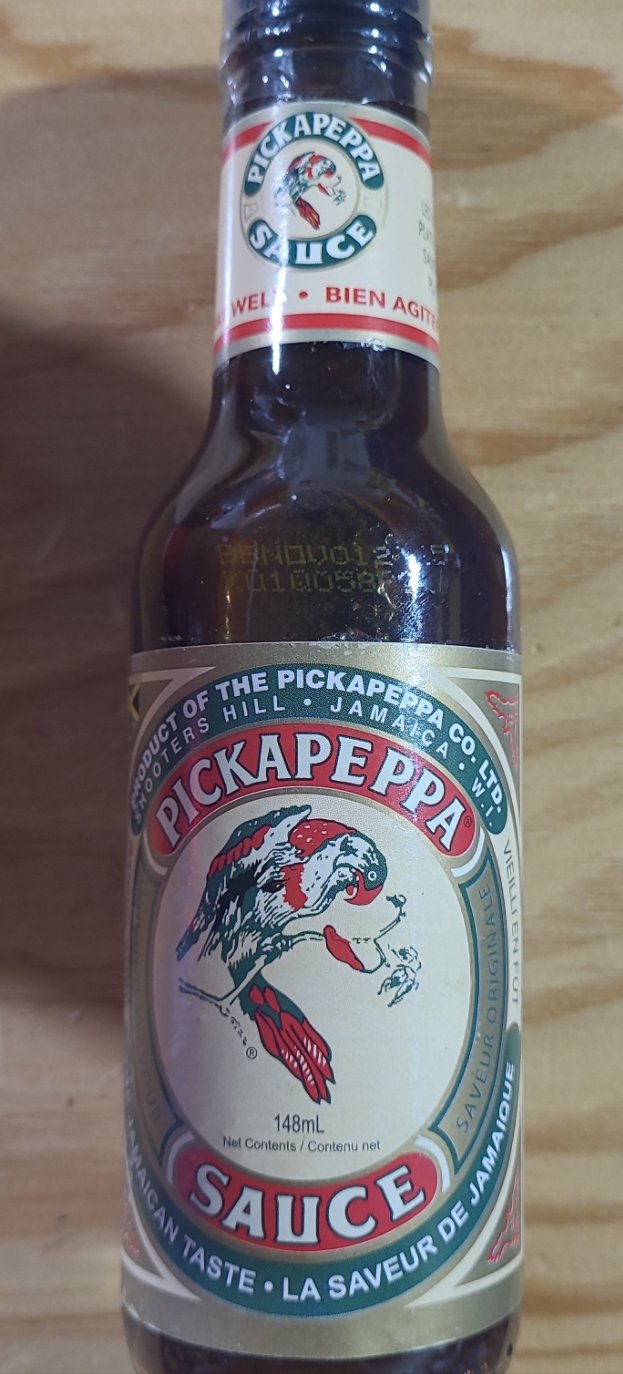 PICKAPEPPA
SAUCE
WELL • BIEN AGITE
PRODUCT OF THE PICKAPEPPA CO. LTD.
SHOOTERS HILL • JAMAICA • W.I.
PICKAPEPPA®
VIEILLI EN FÛT
SAVEUR ORIGINALE
®
148mL
Net Contents / Contenu net
SAUCE
JAMAICAN TASTE • LA SAVEUR DE JAMAIQUE